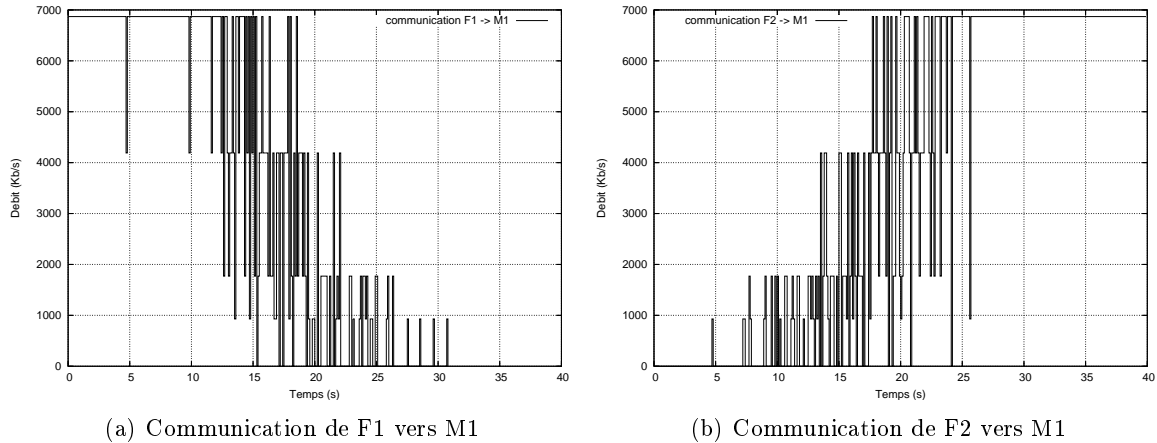 7000
6000
5000
4000
3000
2000
1000
0
Debit (Kb/s)
communication F1 -> M1
0 5 10 15 20 25 30 35 40
Temps (s)
(a) Communication de F1 vers M1
7000
6000
5000
4000
3000
2000
1000
0
Debit (Kb/s)
communication F2 -> M1
0 5 10 15 20 25 30 35 40
Temps (s)
(b) Communication de F2 vers M1